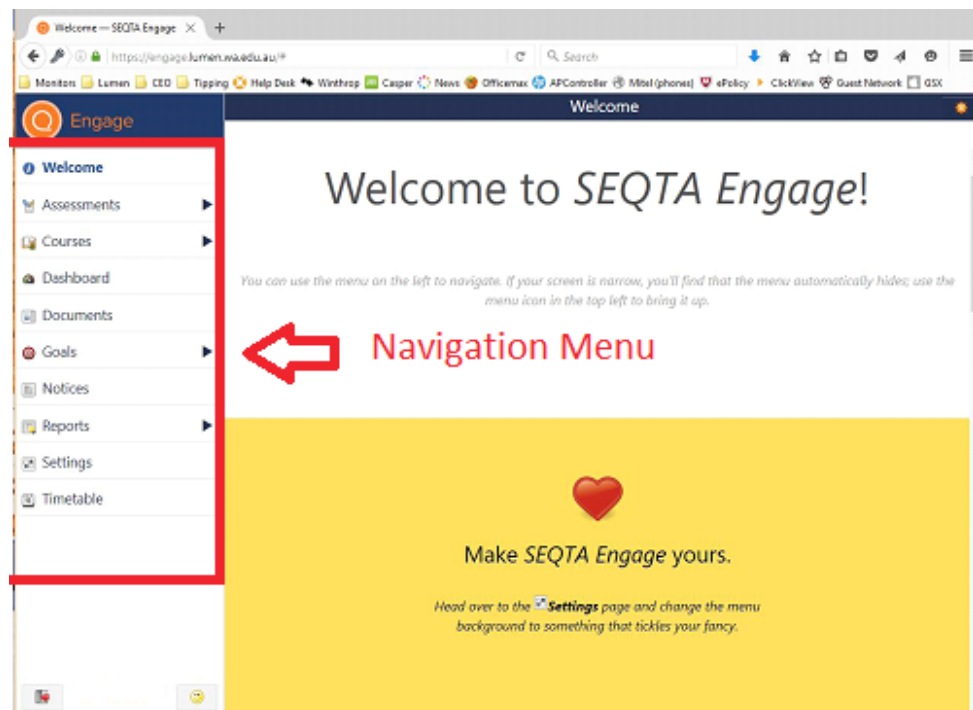 Welcome — SEQTA Engage
https://engage.lumen.wa.edu.au/#
Search
Monitors Lumen CEO Tipping Help Desk Winthrop Casper News Officemax APController Mitel (phones) ePolicy ClickView Guest Network GSX
Engage
Welcome
Welcome
Assessments
Courses
Dashboard
Documents
Goals
Notices
Reports
Settings
Timetable
Welcome to SEQTA Engage!
You can use the menu on the left to navigate. If your screen is narrow, you'll find that the menu automatically hides; use the
menu icon in the top left to bring it up.
Navigation Menu
Make SEQTA Engage yours.
Head over to the Settings page and change the menu
background to something that tickles your fancy.